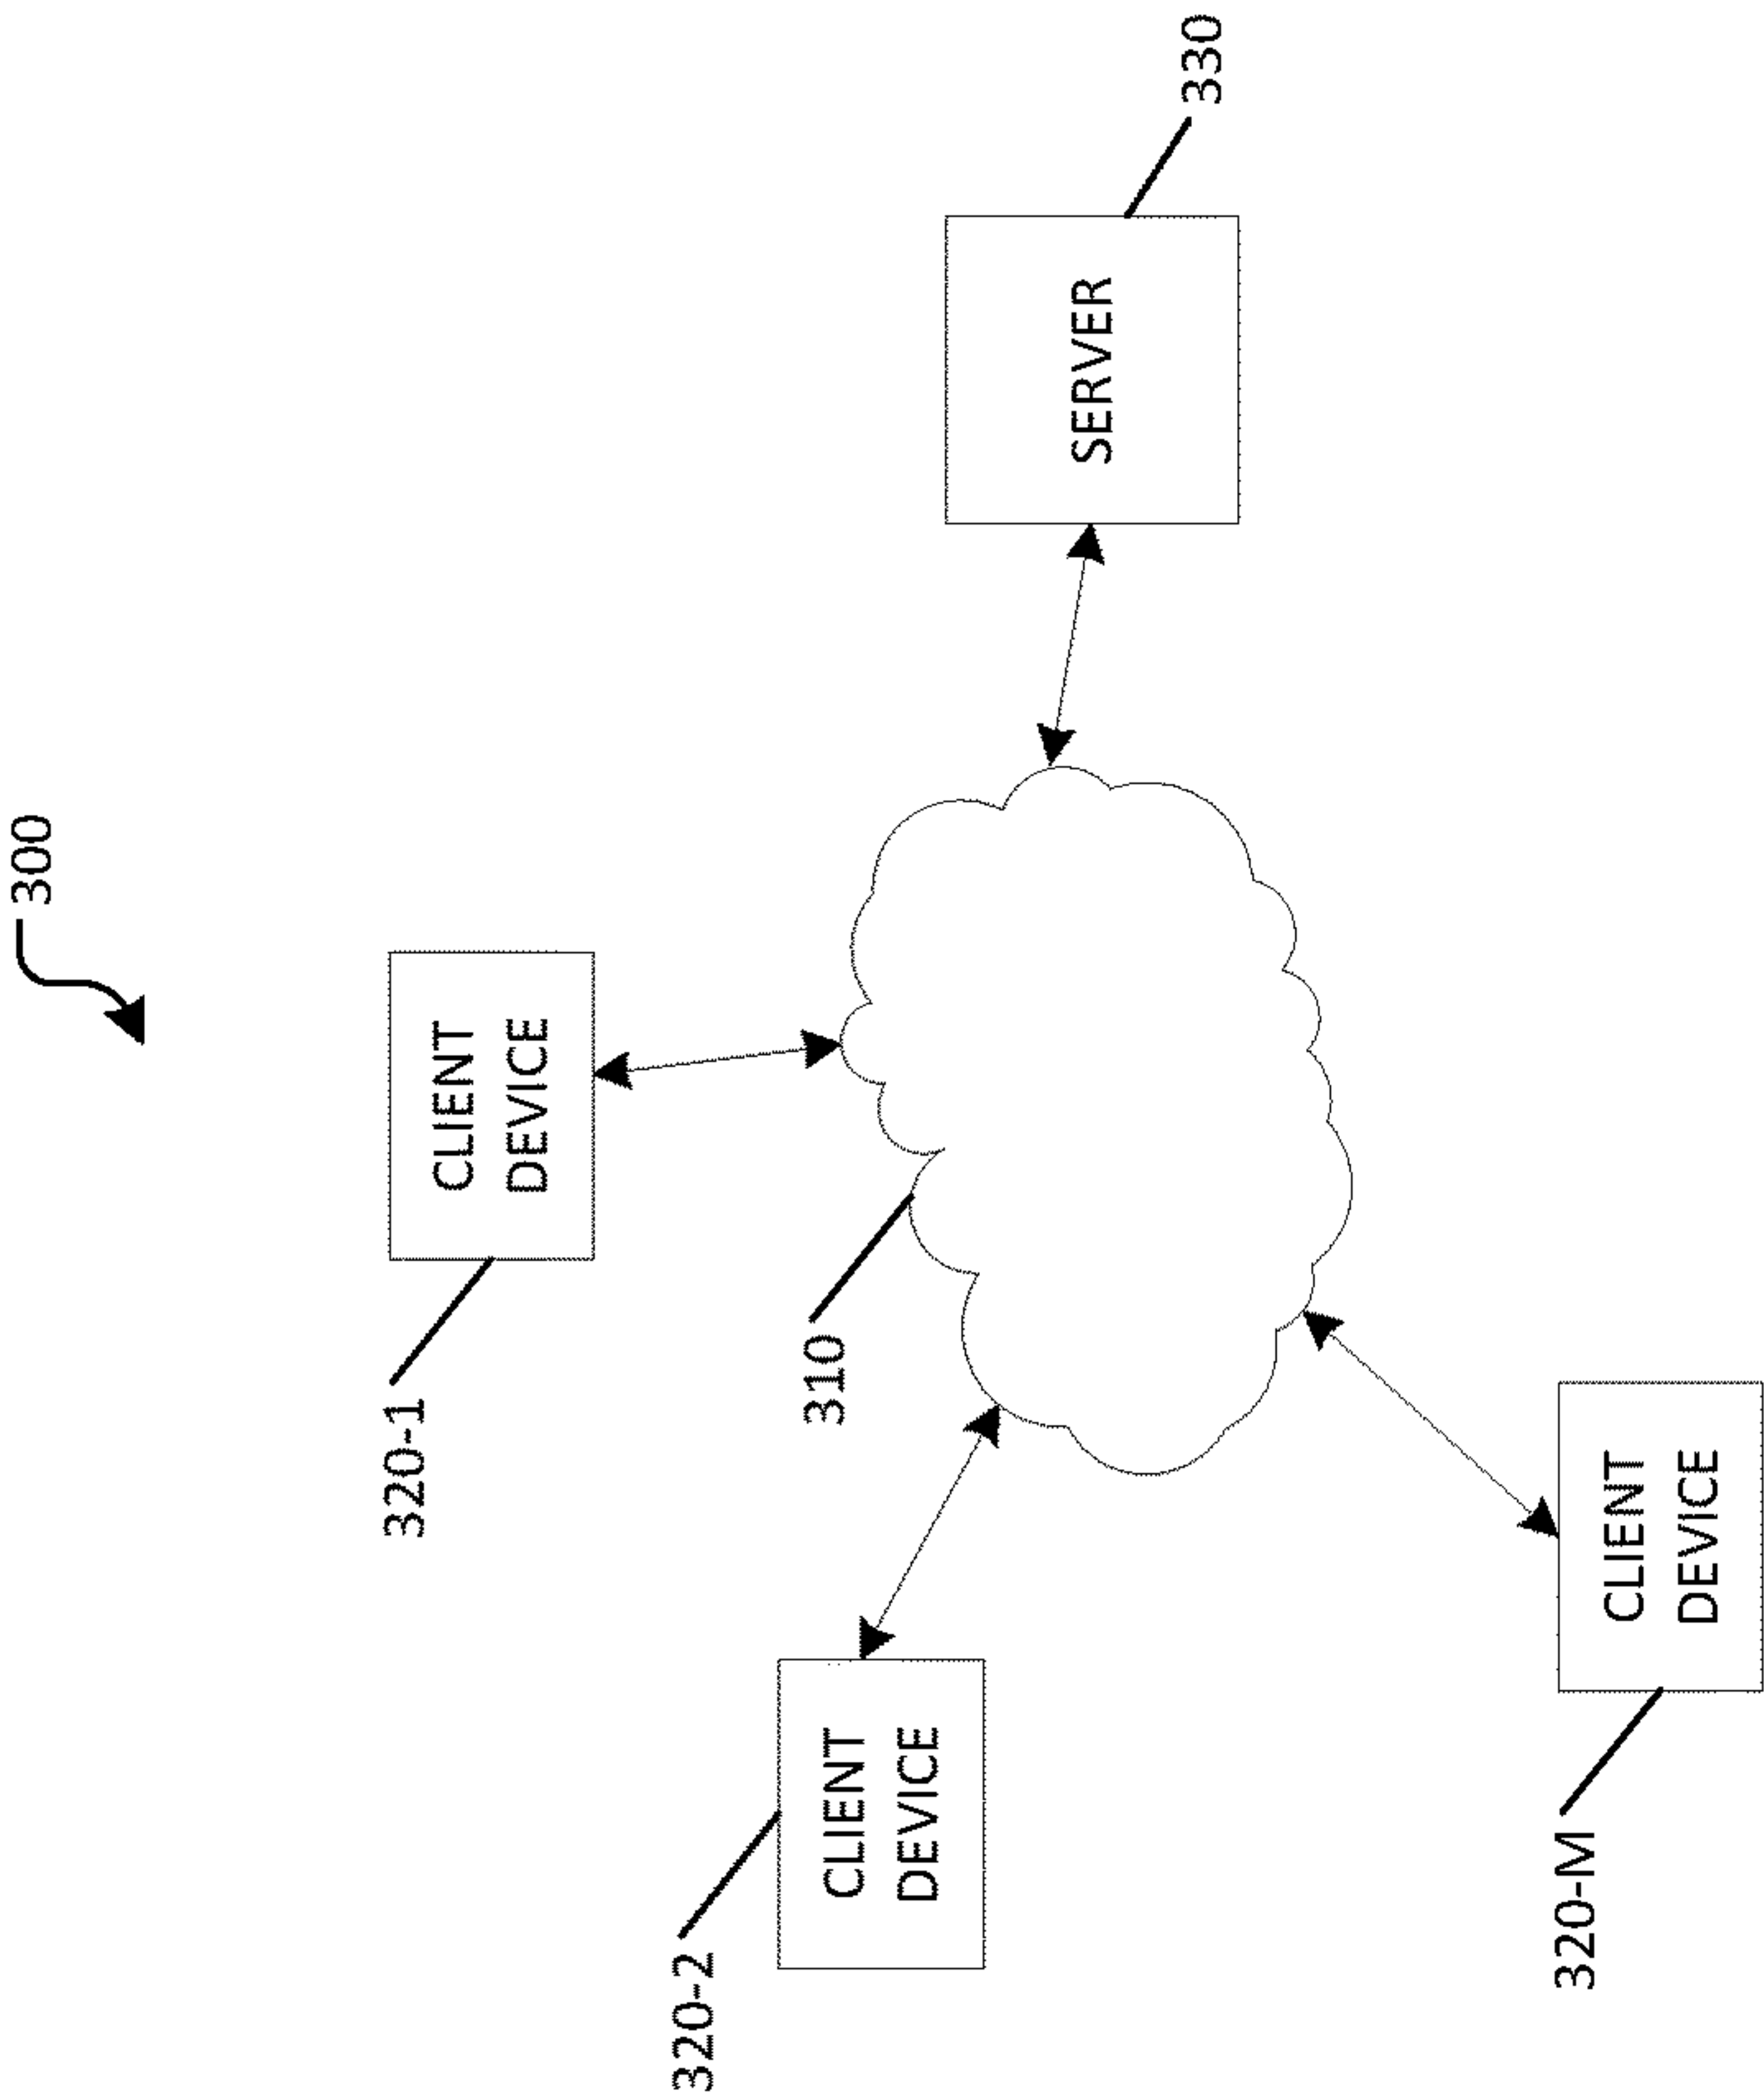 300
320-1
CLIENT
DEVICE
320-2
CLIENT
DEVICE
310
SERVER
330
320-M
CLIENT
DEVICE